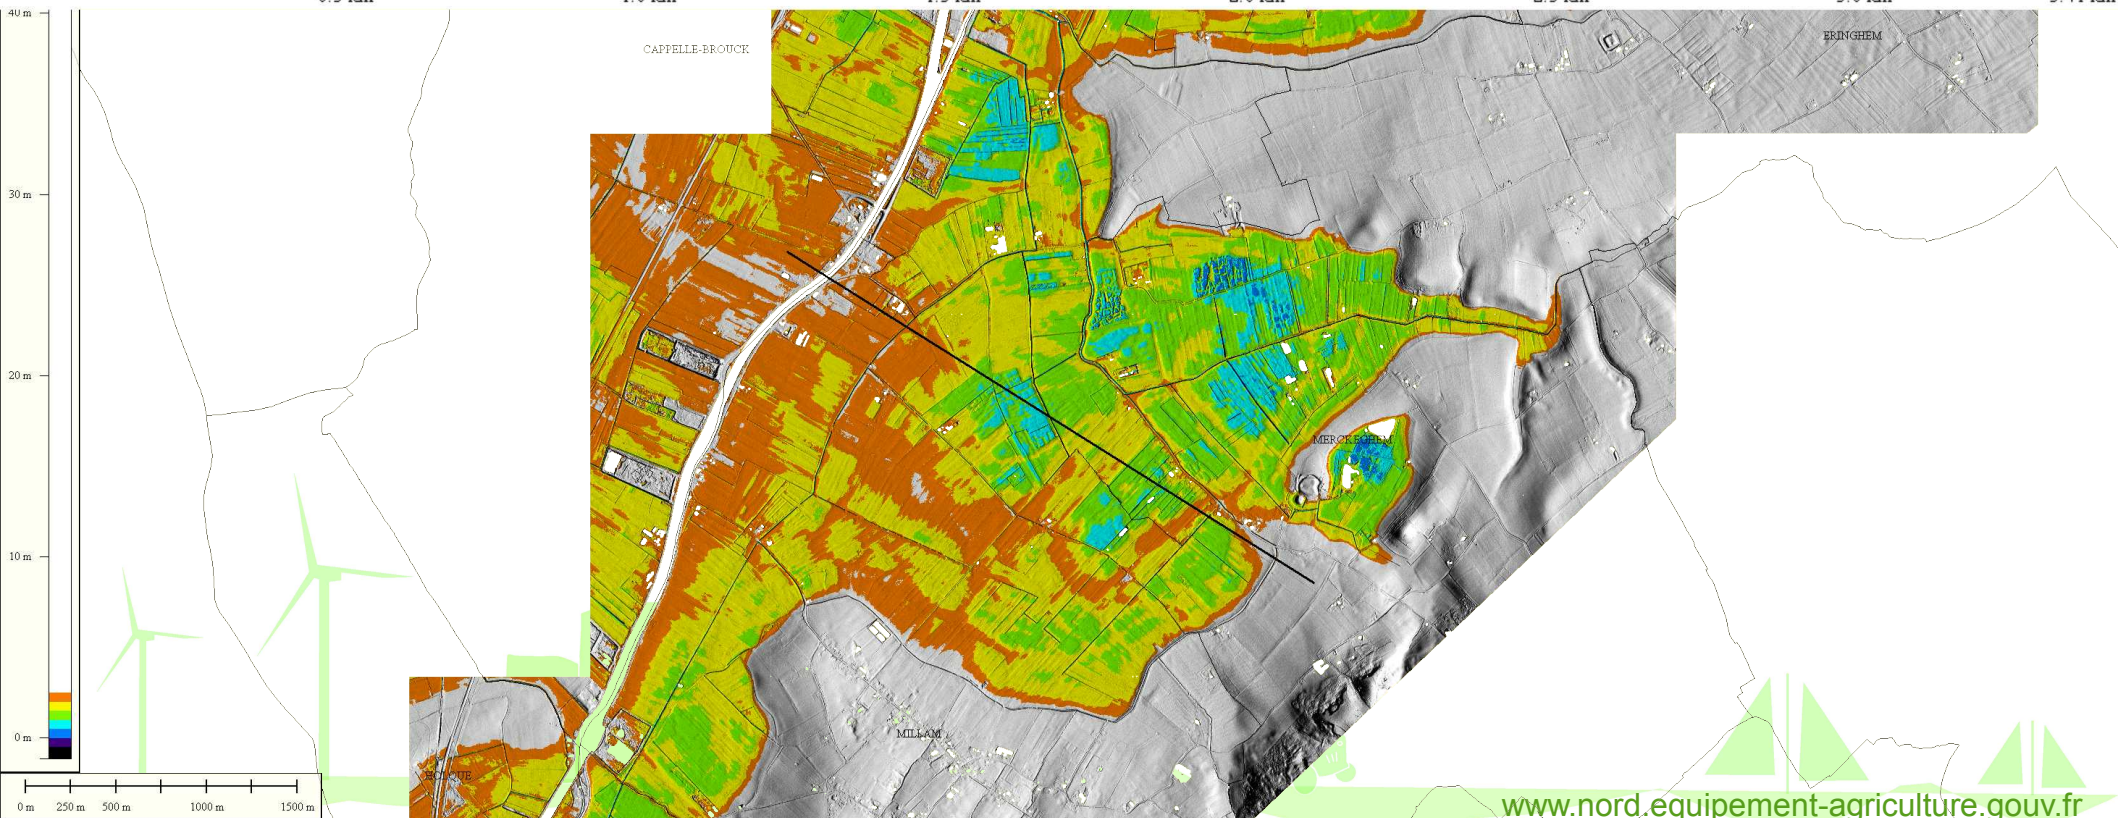 40 m
CAPPELLE-BROUCK
ERINGHEM
30 m
20 m
MERCKEGHEM
10 m
0 m
MILLAM
HOLQUE
0 m 250 m 500 m 1000 m 1500 m
www.nord.equipement-agriculture.gouv.fr